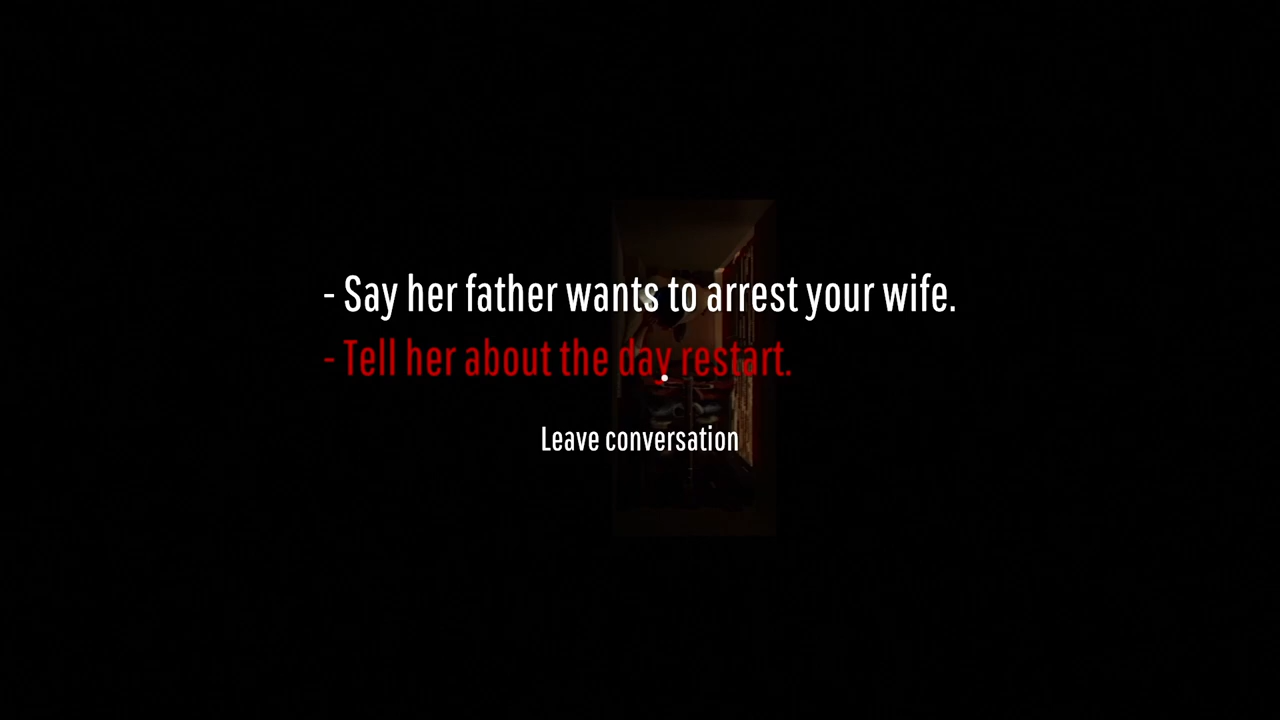 - Say her father wants to arrest your wife.
- Tell her about the day restart.
Leave conversation